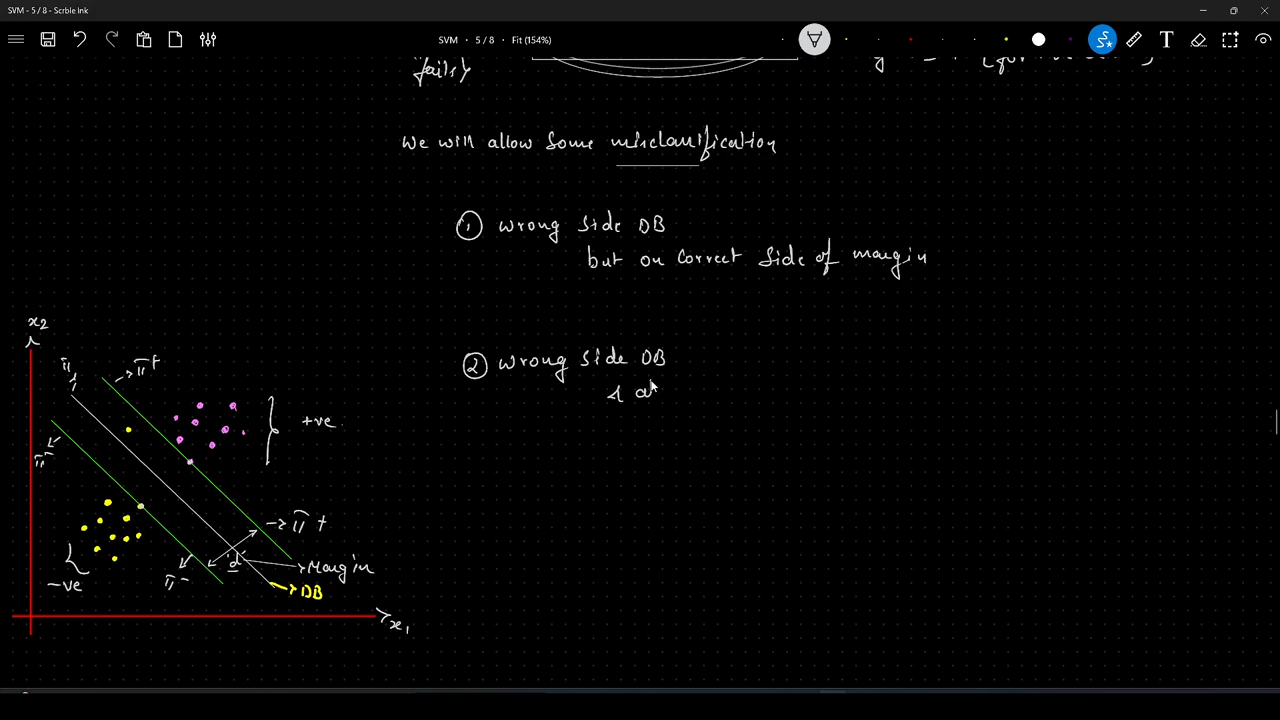 SVM - 5 / 8 - Scrble Ink
SVM • 5 / 8 • Fit (154%)
fails}
We will allow some misclassification
① wrong side DB
but on correct side of margin
② wrong side DB
& a
x2
π
π+
+ve
π-
π+
'd'
Margin
π-
DB
-ve
x1